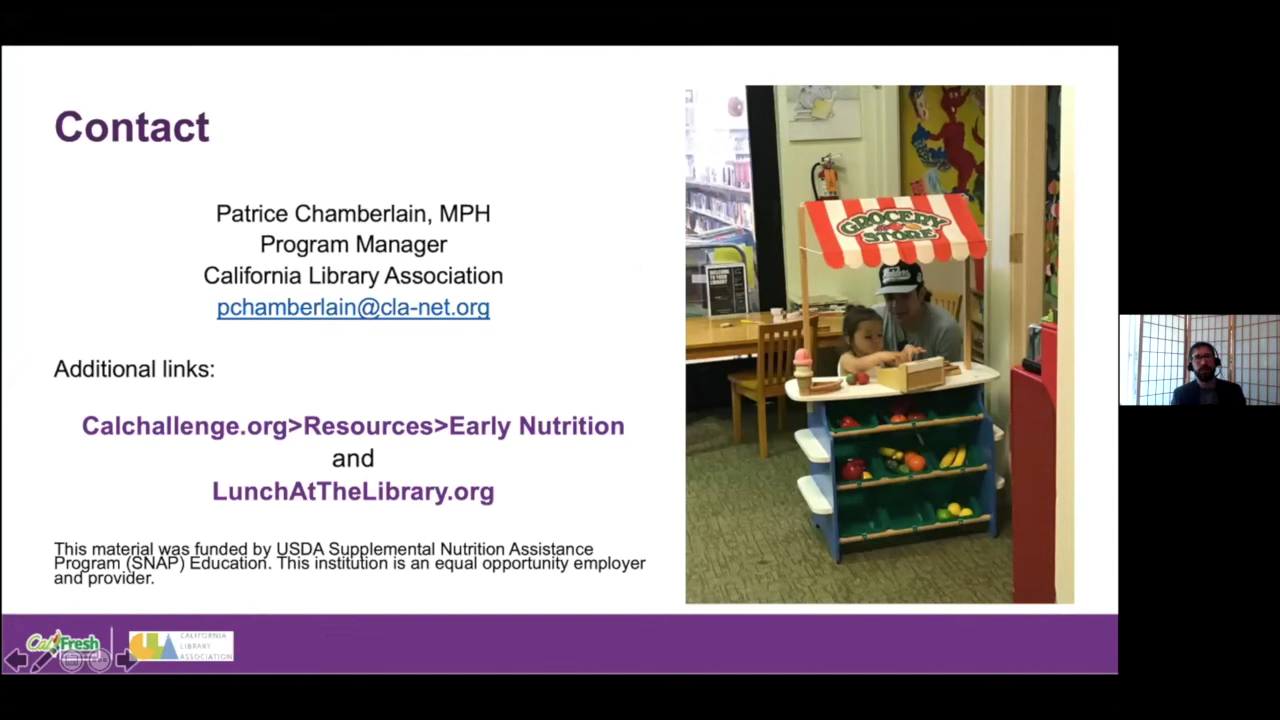 Contact
Patrice Chamberlain, MPH
Program Manager
California Library Association
pchamberlain@cla-net.org
Additional links:
Calchallenge.org>Resources>Early Nutrition
and
LunchAtTheLibrary.org
This material was funded by USDA Supplemental Nutrition Assistance
Program (SNAP) Education. This institution is an equal opportunity employer
and provider.
GROCERY
STORE
WELCOME
CalFresh
CLA
CALIFORNIA
LIBRARY
ASSOCIATION